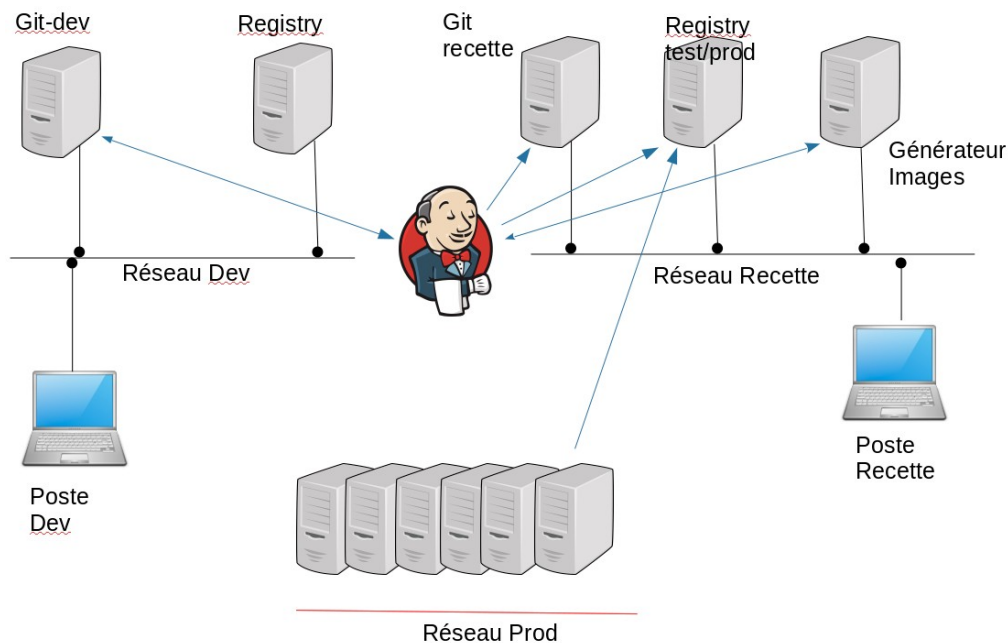 Git-dev
Registry
Git
recette
Registry
test/prod
Générateur
Images
Réseau Dev
Réseau Recette
Poste
Dev
Poste
Recette
Réseau Prod